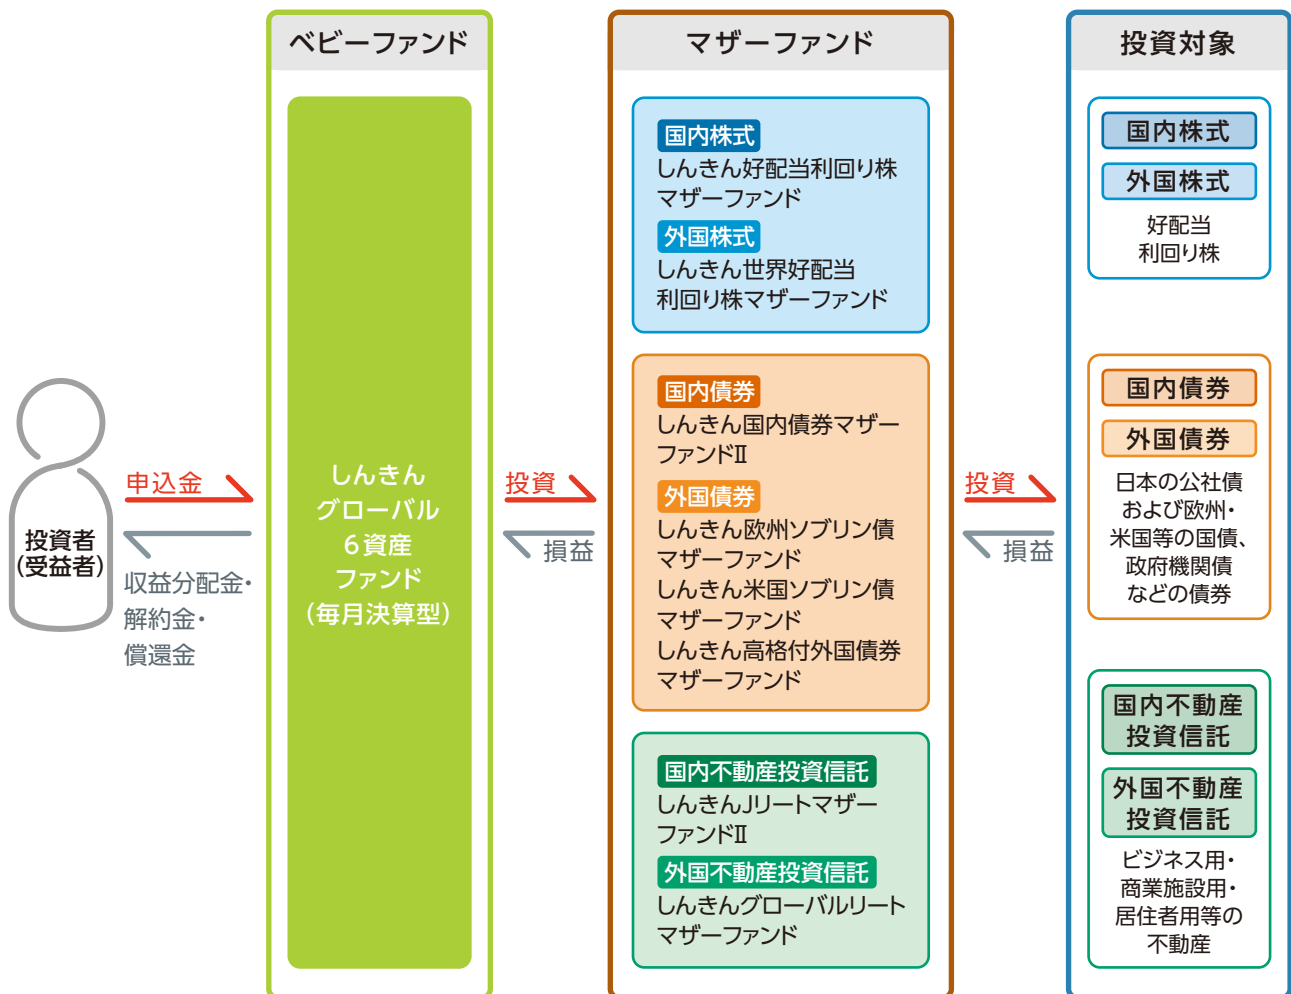 ベビーファンド
マザーファンド
投資対象
投資者
(受益者)
申込金
収益分配金・
解約金・
償還金
しんきん
グローバル
6資産
ファンド
(毎月決算型)
投資
損益
国内株式
しんきん好配当利回り株
マザーファンド
外国株式
しんきん世界好配当
利回り株マザーファンド
国内債券
しんきん国内債券マザー
ファンドⅡ
外国債券
しんきん欧州ソブリン債
マザーファンド
しんきん米国ソブリン債
マザーファンド
しんきん高格付外国債券
マザーファンド
国内不動産投資信託
しんきんJリートマザー
ファンドⅡ
外国不動産投資信託
しんきんグローバルリート
マザーファンド
投資
損益
国内株式
外国株式
好配当
利回り株
国内債券
外国債券
日本の公社債
および欧州・
米国等の国債、
政府機関債
などの債券
国内不動産
投資信託
外国不動産
投資信託
ビジネス用・
商業施設用・
居住者用等の
不動産